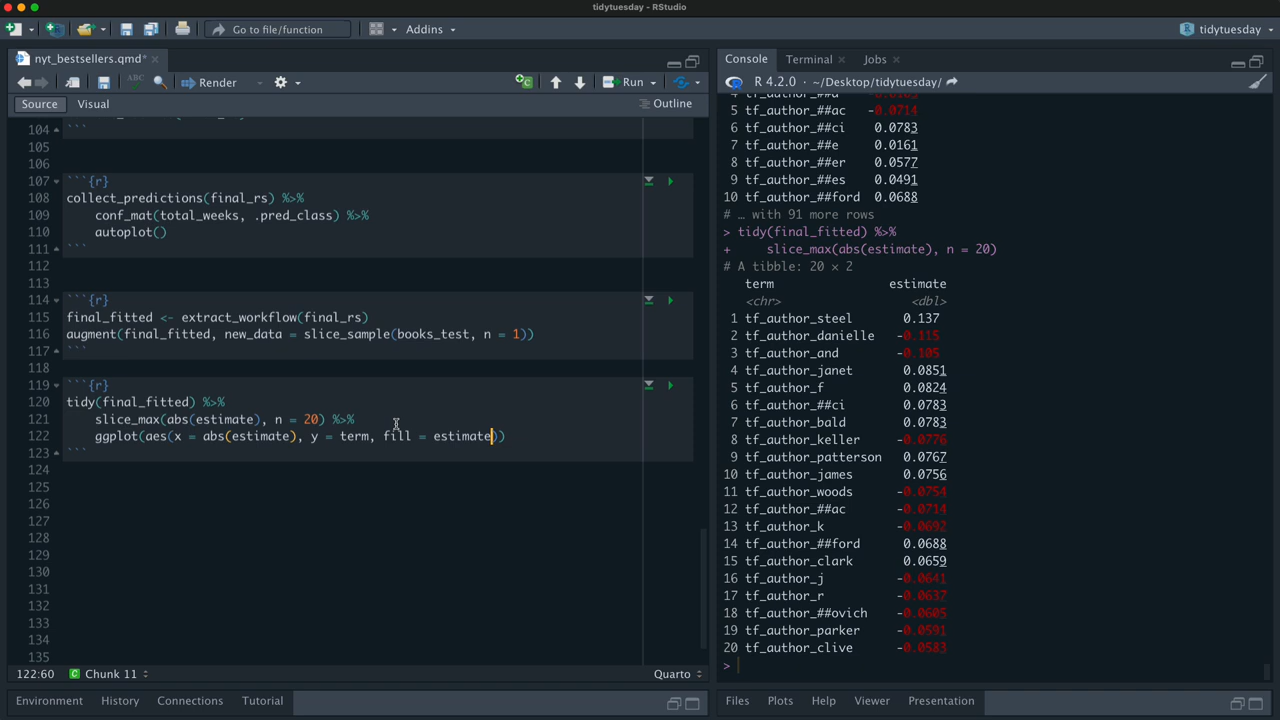 tidytuesday - RStudio
Go to file/function
Addins
tidytuesday
nyt_bestsellers.qmd*
Render
Run
Source
Visual
Outline
104 ```
105
106
107 ```{r}
108 collect_predictions(final_rs) %>%
109 conf_mat(total_weeks, .pred_class) %>%
110 autoplot()
111 ```
112
113
114 ```{r}
115 final_fitted <- extract_workflow(final_rs)
116 augment(final_fitted, new_data = slice_sample(books_test, n = 1))
117 ```
118
119 ```{r}
120 tidy(final_fitted) %>%
121 slice_max(abs(estimate), n = 20) %>%
122 ggplot(aes(x = abs(estimate), y = term, fill = estimate))
123 ```
124
125
126
127
128
129
130
131
132
133
134
135
122:60 Chunk 11
Quarto
Environment History Connections Tutorial
Console Terminal Jobs
R 4.2.0 · ~/Desktop/tidytuesday/
5 tf_author_##ac -0.0714
6 tf_author_##ci 0.0783
7 tf_author_##e 0.0161
8 tf_author_##er 0.0577
9 tf_author_##es 0.0491
10 tf_author_##ford 0.0688
# … with 91 more rows
> tidy(final_fitted) %>%
+ slice_max(abs(estimate), n = 20)
# A tibble: 20 × 2
term estimate
<chr> <dbl>
1 tf_author_steel 0.137
2 tf_author_danielle -0.115
3 tf_author_and -0.105
4 tf_author_janet 0.0851
5 tf_author_f 0.0824
6 tf_author_##ci 0.0783
7 tf_author_bald 0.0783
8 tf_author_keller -0.0776
9 tf_author_patterson 0.0767
10 tf_author_james 0.0756
11 tf_author_woods -0.0754
12 tf_author_##ac -0.0714
13 tf_author_k -0.0692
14 tf_author_##ford 0.0688
15 tf_author_clark 0.0659
16 tf_author_j -0.0641
17 tf_author_r -0.0637
18 tf_author_##ovich -0.0605
19 tf_author_parker -0.0591
20 tf_author_clive -0.0583
>
Files Plots Help Viewer Presentation